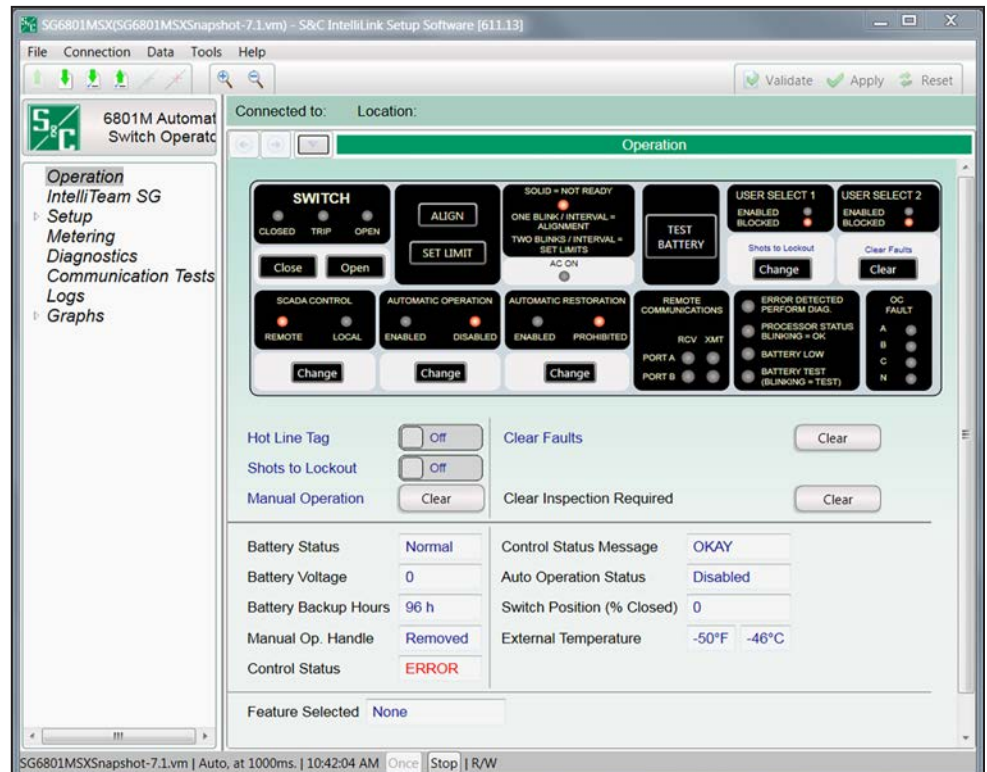 SG6801MSX(SG6801MSXSnapshot-7.1.vm) - S&C IntelliLink Setup Software [611.13]
File Connection Data Tools Help
Validate Apply Reset
S&C
6801M Automat
Switch Operato
Connected to: Location:
Operation
Operation
IntelliTeam SG
Setup
Metering
Diagnostics
Communication Tests
Logs
Graphs
SWITCH
CLOSED TRIP OPEN
Close Open
ALIGN
SET LIMIT
SOLID = NOT READY
ONE BLINK / INTERVAL =
ALIGNMENT
TWO BLINKS / INTERVAL =
SET LIMITS
AC ON
TEST
BATTERY
USER SELECT 1
ENABLED
BLOCKED
Shots to Lockout
Change
USER SELECT 2
ENABLED
BLOCKED
Clear Faults
Clear
SCADA CONTROL
REMOTE LOCAL
Change
AUTOMATIC OPERATION
ENABLED DISABLED
Change
AUTOMATIC RESTORATION
ENABLED PROHIBITED
Change
REMOTE
COMMUNICATIONS
RCV XMT
PORT A
PORT B
ERROR DETECTED
PERFORM DIAG.
PROCESSOR STATUS
BLINKING = OK
BATTERY LOW
BATTERY TEST
(BLINKING = TEST)
OC
FAULT
A
B
C
N
Hot Line Tag Off Clear Faults Clear
Shots to Lockout Off
Manual Operation Clear Clear Inspection Required Clear
Battery Status Normal Control Status Message OKAY
Battery Voltage 0 Auto Operation Status Disabled
Battery Backup Hours 96 h Switch Position (% Closed) 0
Manual Op. Handle Removed External Temperature -50°F -46°C
Control Status ERROR
Feature Selected None
SG6801MSXSnapshot-7.1.vm | Auto, at 1000ms. | 10:42:04 AM Once Stop | R/W